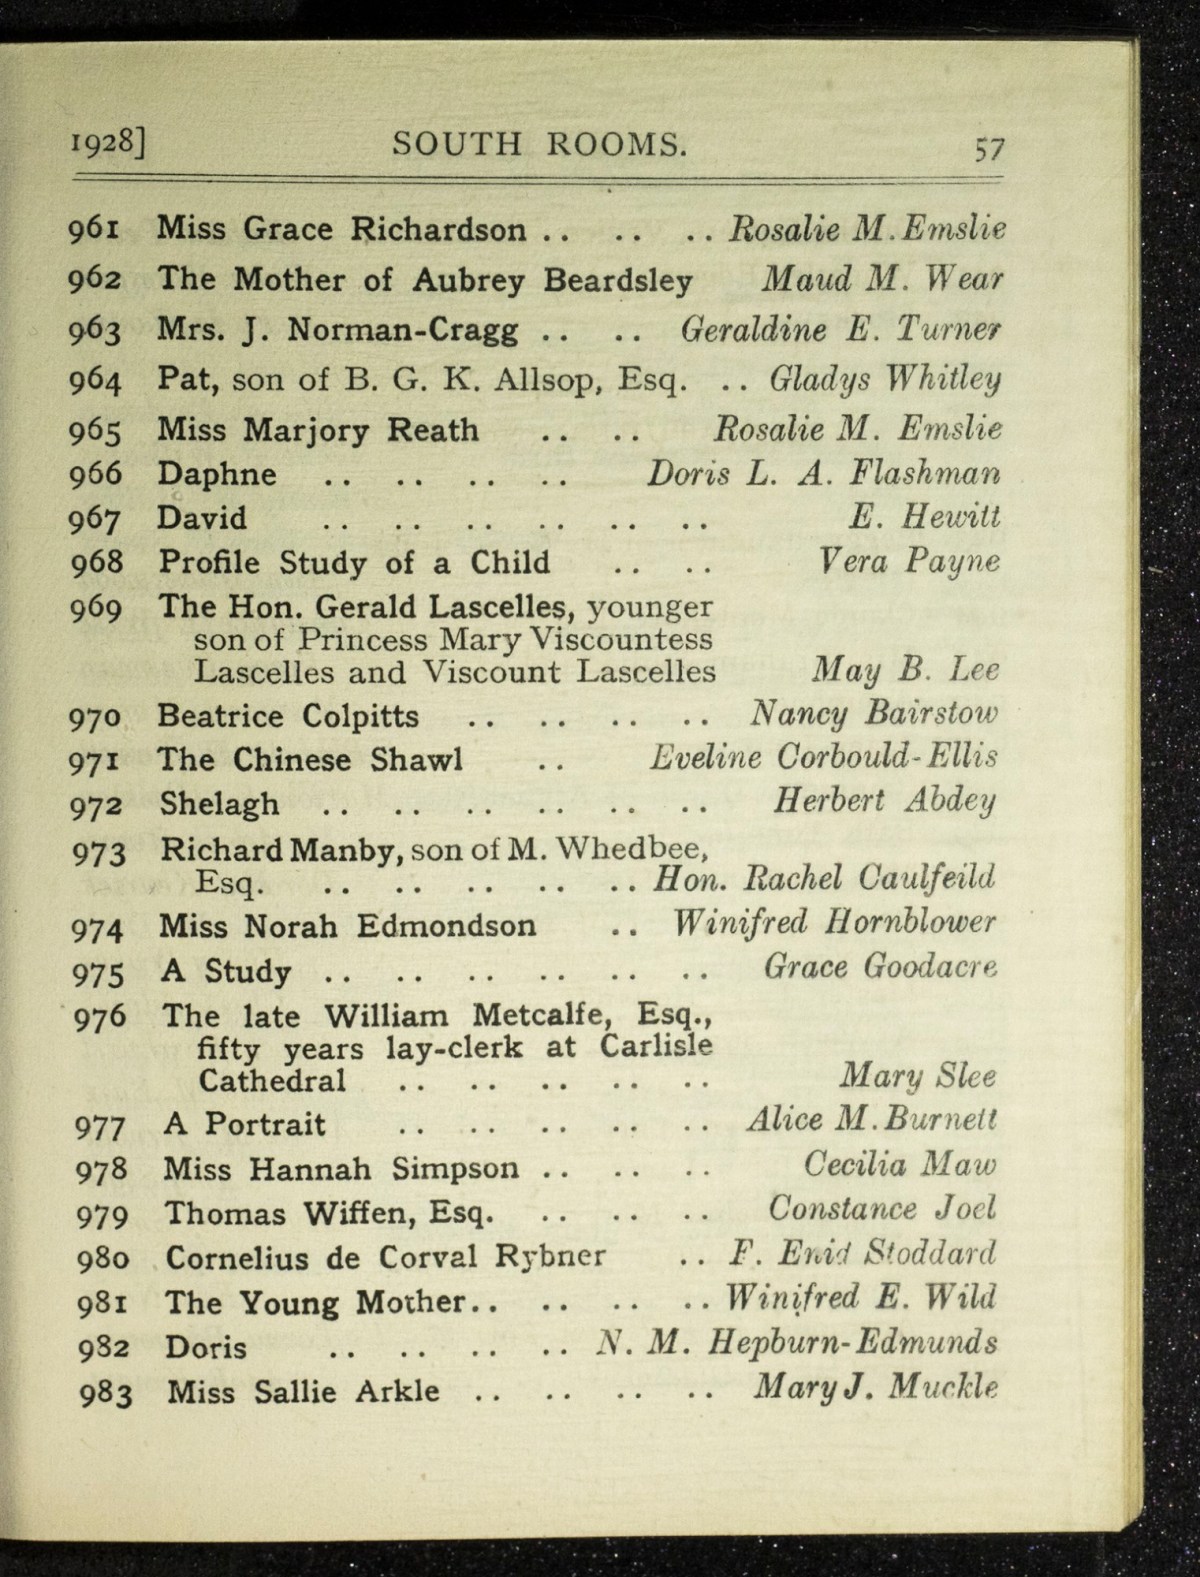 1928] SOUTH ROOMS. 57
961 Miss Grace Richardson .. .. .. Rosalie M. Emslie
962 The Mother of Aubrey Beardsley Maud M. Wear
963 Mrs. J. Norman-Cragg .. .. Geraldine E. Turner
964 Pat, son of B. G. K. Allsop, Esq. .. Gladys Whitley
965 Miss Marjory Reath .. .. Rosalie M. Emslie
966 Daphne .. .. .. .. Doris L. A. Flashman
967 David .. .. .. .. .. .. E. Hewitt
968 Profile Study of a Child .. .. Vera Payne
969 The Hon. Gerald Lascelles, younger
son of Princess Mary Viscountess
Lascelles and Viscount Lascelles May B. Lee
970 Beatrice Colpitts .. .. .. .. Nancy Bairstow
971 The Chinese Shawl .. Eveline Corbould-Ellis
972 Shelagh .. .. .. .. .. .. Herbert Abdey
973 Richard Manby, son of M. Whedbee,
Esq. .. .. .. .. .. Hon. Rachel Caulfeild
974 Miss Norah Edmondson .. Winifred Hornblower
975 A Study .. .. .. .. .. .. Grace Goodacre
976 The late William Metcalfe, Esq.,
fifty years lay-clerk at Carlisle
Cathedral .. .. .. .. .. Mary Slee
977 A Portrait .. .. .. .. .. Alice M. Burnett
978 Miss Hannah Simpson .. .. .. Cecilia Maw
979 Thomas Wiffen, Esq. .. .. .. Constance Joel
980 Cornelius de Corval Rybner .. F. Enid Stoddard
981 The Young Mother.. .. .. .. Winifred E. Wild
982 Doris .. .. .. .. N. M. Hepburn-Edmunds
983 Miss Sallie Arkle .. .. .. .. Mary J. Muckle